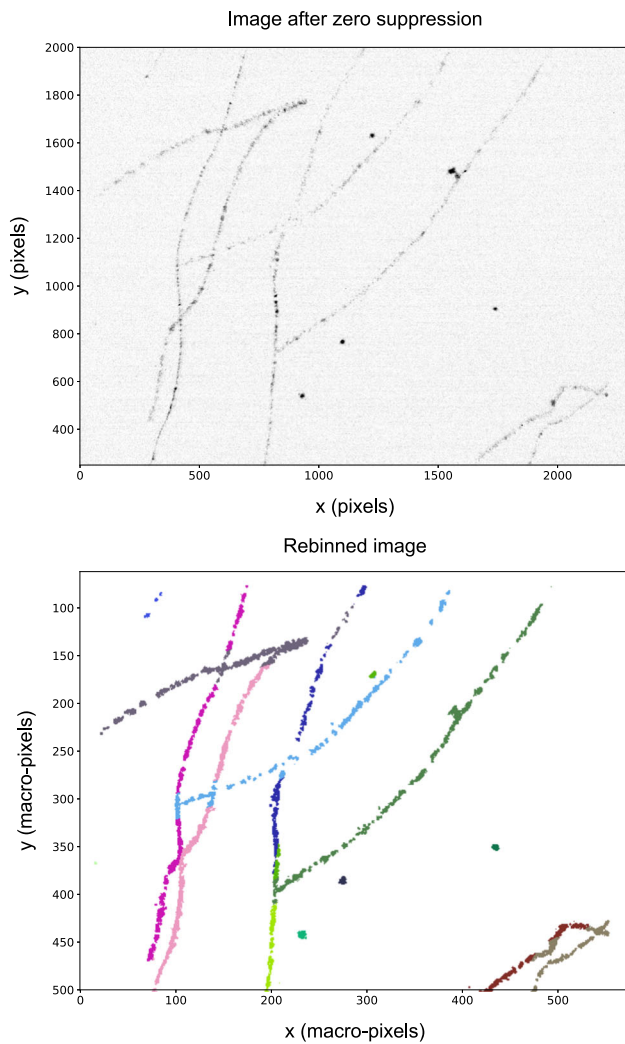 Image after zero suppression
2000
1800
1600
1400
1200
1000
800
600
400
y (pixels)
0 500 1000 1500 2000
x (pixels)
Rebinned image
100
150
200
250
300
350
400
450
500
y (macro-pixels)
0 100 200 300 400 500
x (macro-pixels)